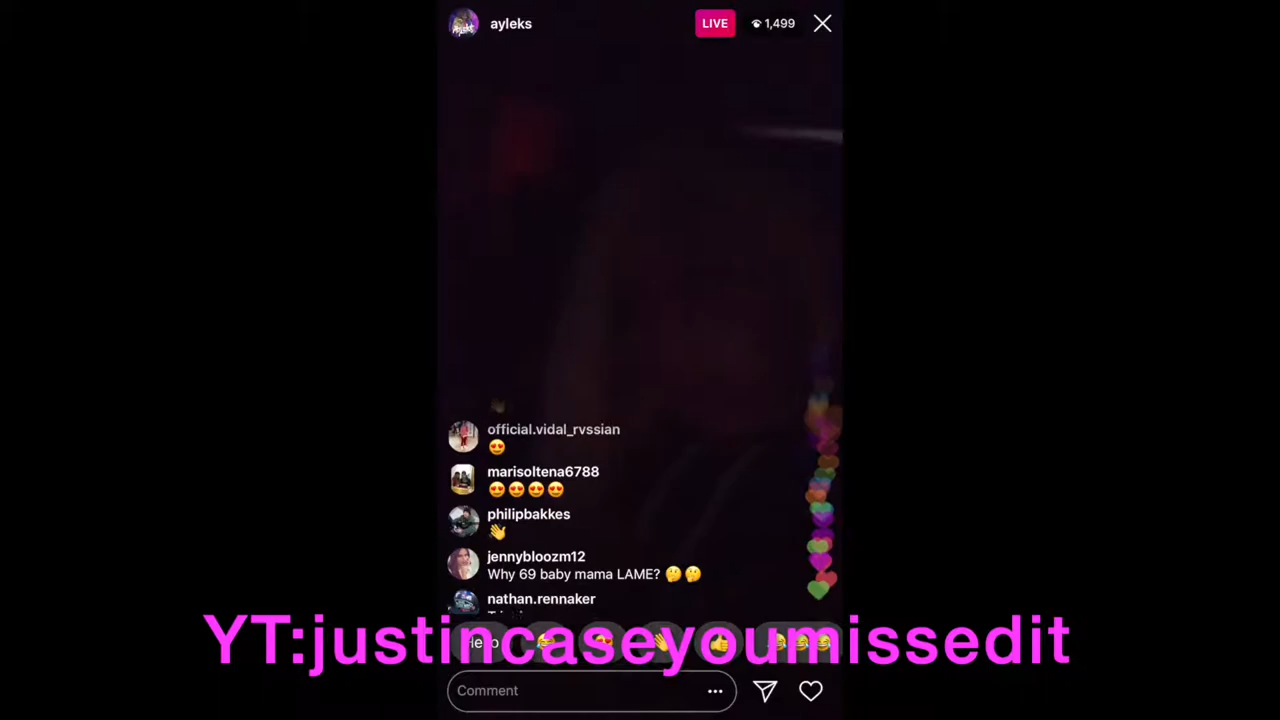 ayleks
LIVE
1,499
official.vidal_rvssian
😍
marisoltena6788
😍😍😍😍
philipbakkes
👋
jennybloozm12
Why 69 baby mama LAME? 🤔🤔
nathan.rennaker
YT:justincaseyoumissedit
Hello
Comment